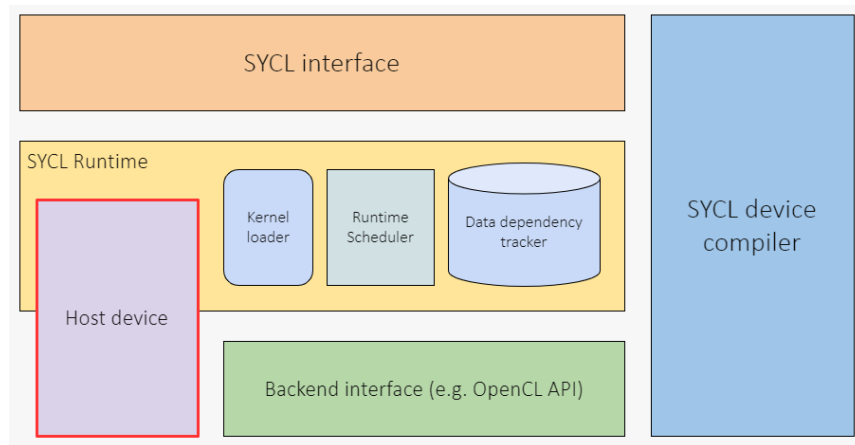 SYCL interface
SYCL Runtime
Kernel
loader
Runtime
Scheduler
Data dependency
tracker
Host device
Backend interface (e.g. OpenCL API)
SYCL device
compiler